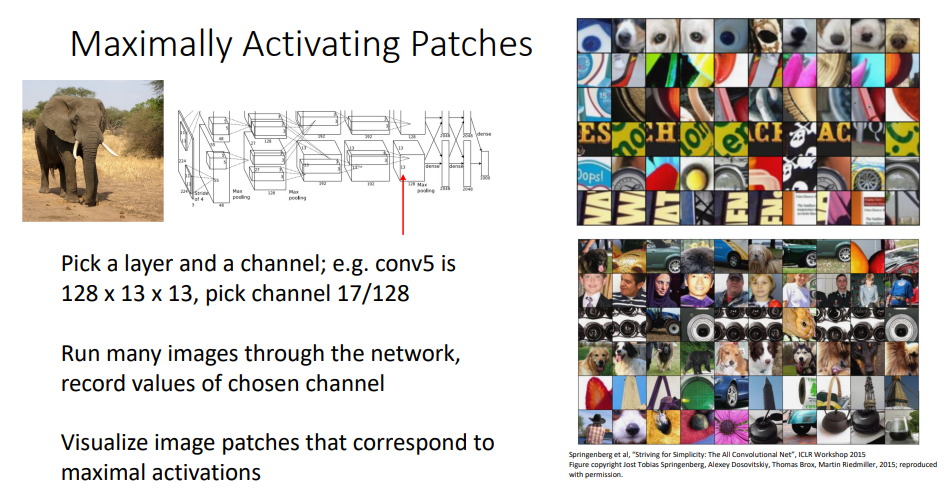 Maximally Activating Patches
Pick a layer and a channel; e.g. conv5 is
128 x 13 x 13, pick channel 17/128
Run many images through the network,
record values of chosen channel
Visualize image patches that correspond to
maximal activations
Stride
of 4
Max
pooling
128
Max
pooling
192
192
128
Max
pooling
192
192
128
2048
2048
dense
dense
dense
1000
ES
CH
AC
Oops!
Springenberg et al, “Striving for Simplicity: The All Convolutional Net”, ICLR Workshop 2015
Figure copyright Jost Tobias Springenberg, Alexey Dosovitskiy, Thomas Brox, Martin Riedmiller, 2015; reproduced
with permission.